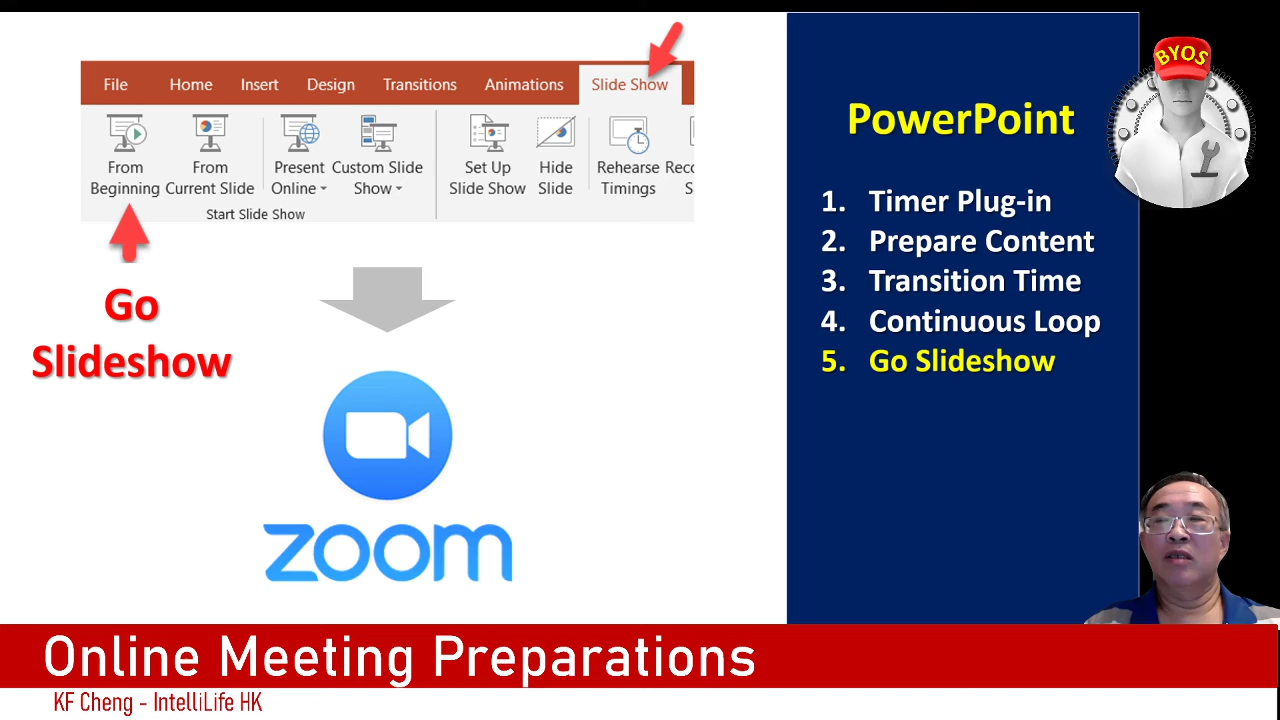 File Home Insert Design Transitions Animations Slide Show
From Beginning
From Current Slide
Present Online
Custom Slide Show
Set Up Slide Show
Hide Slide
Rehearse Timings
Start Slide Show
Go
Slideshow
zoom
BYOS
PowerPoint
1. Timer Plug-in
2. Prepare Content
3. Transition Time
4. Continuous Loop
5. Go Slideshow
Online Meeting Preparations
KF Cheng - IntelliLife HK